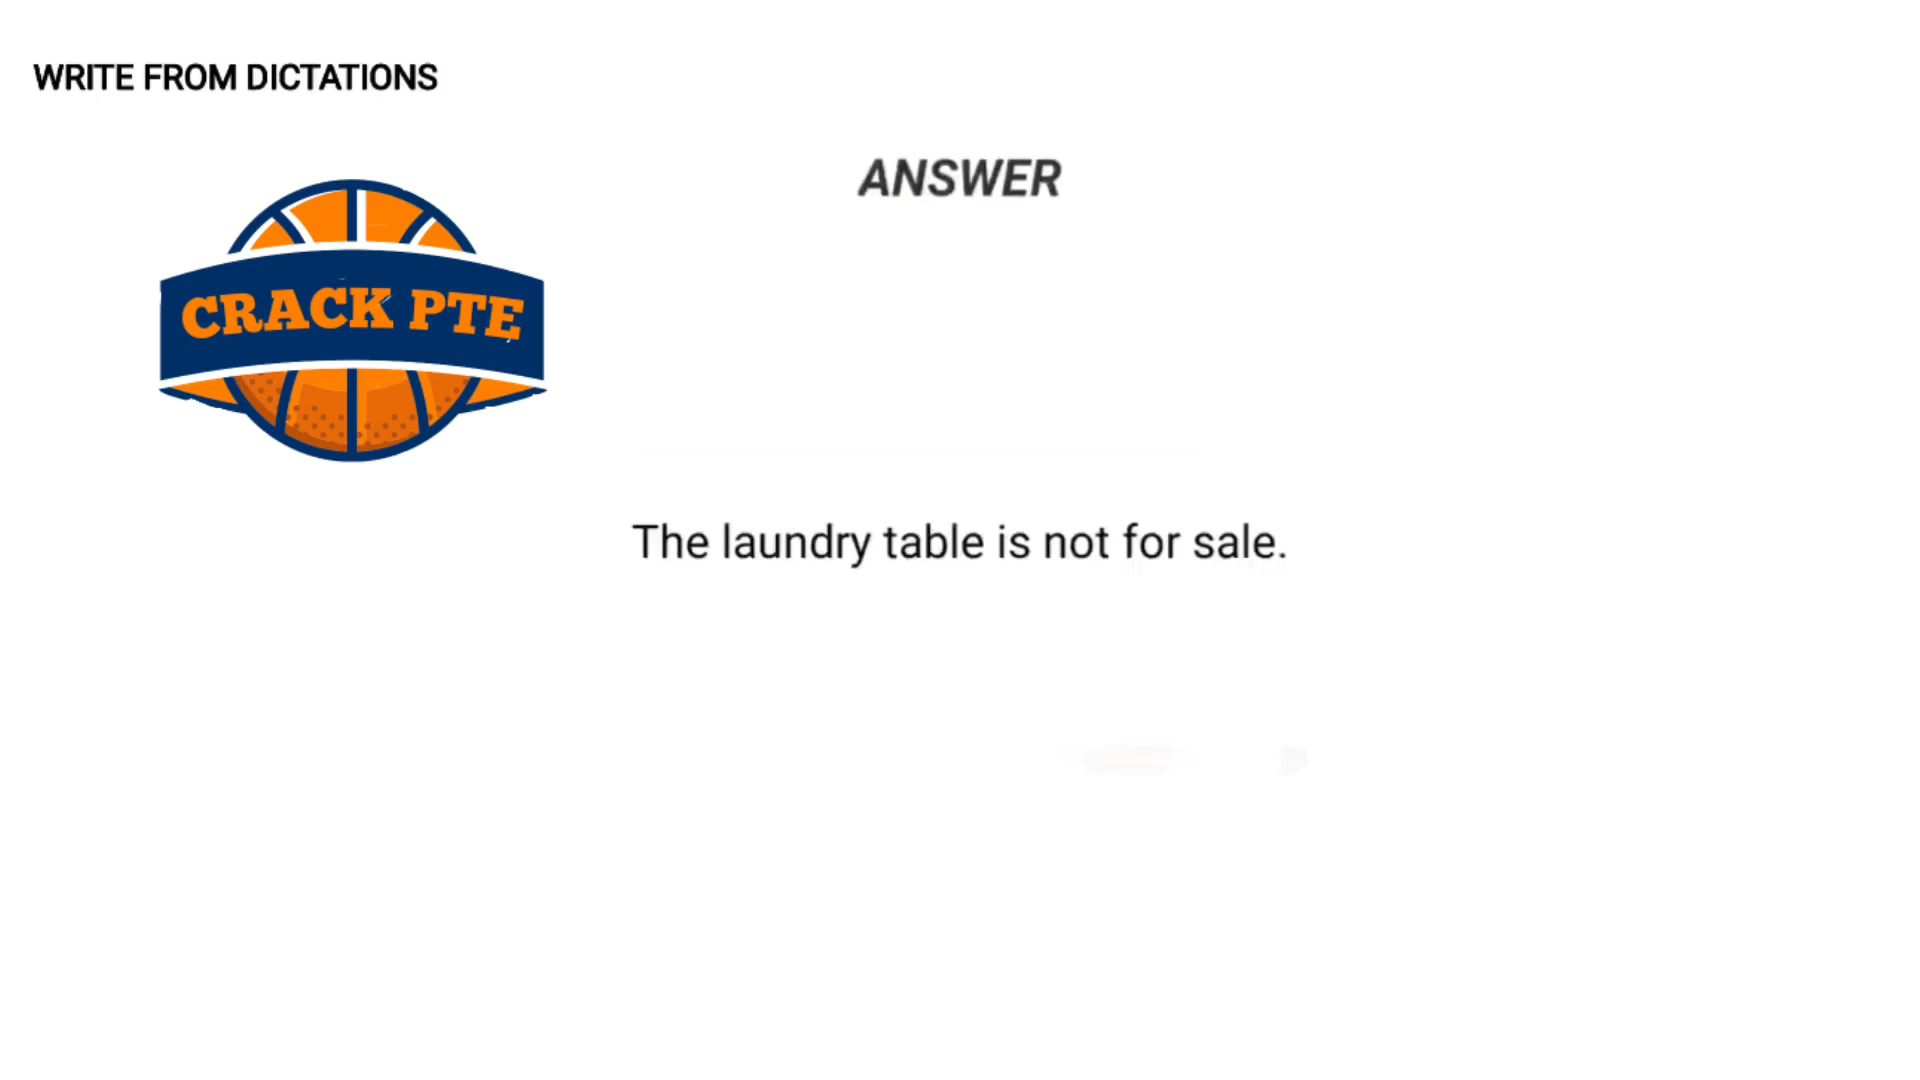 WRITE FROM DICTATIONS
ANSWER
CRACK PTE
The laundry table is not for sale.